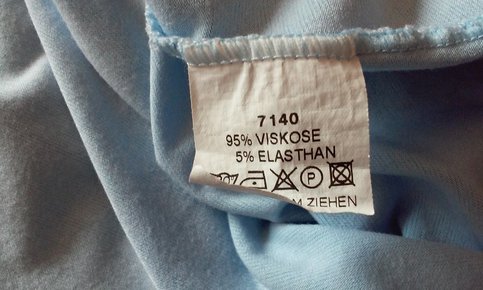 7140
95% VISKOSE
5% ELASTHAN
P
ZIEHEN